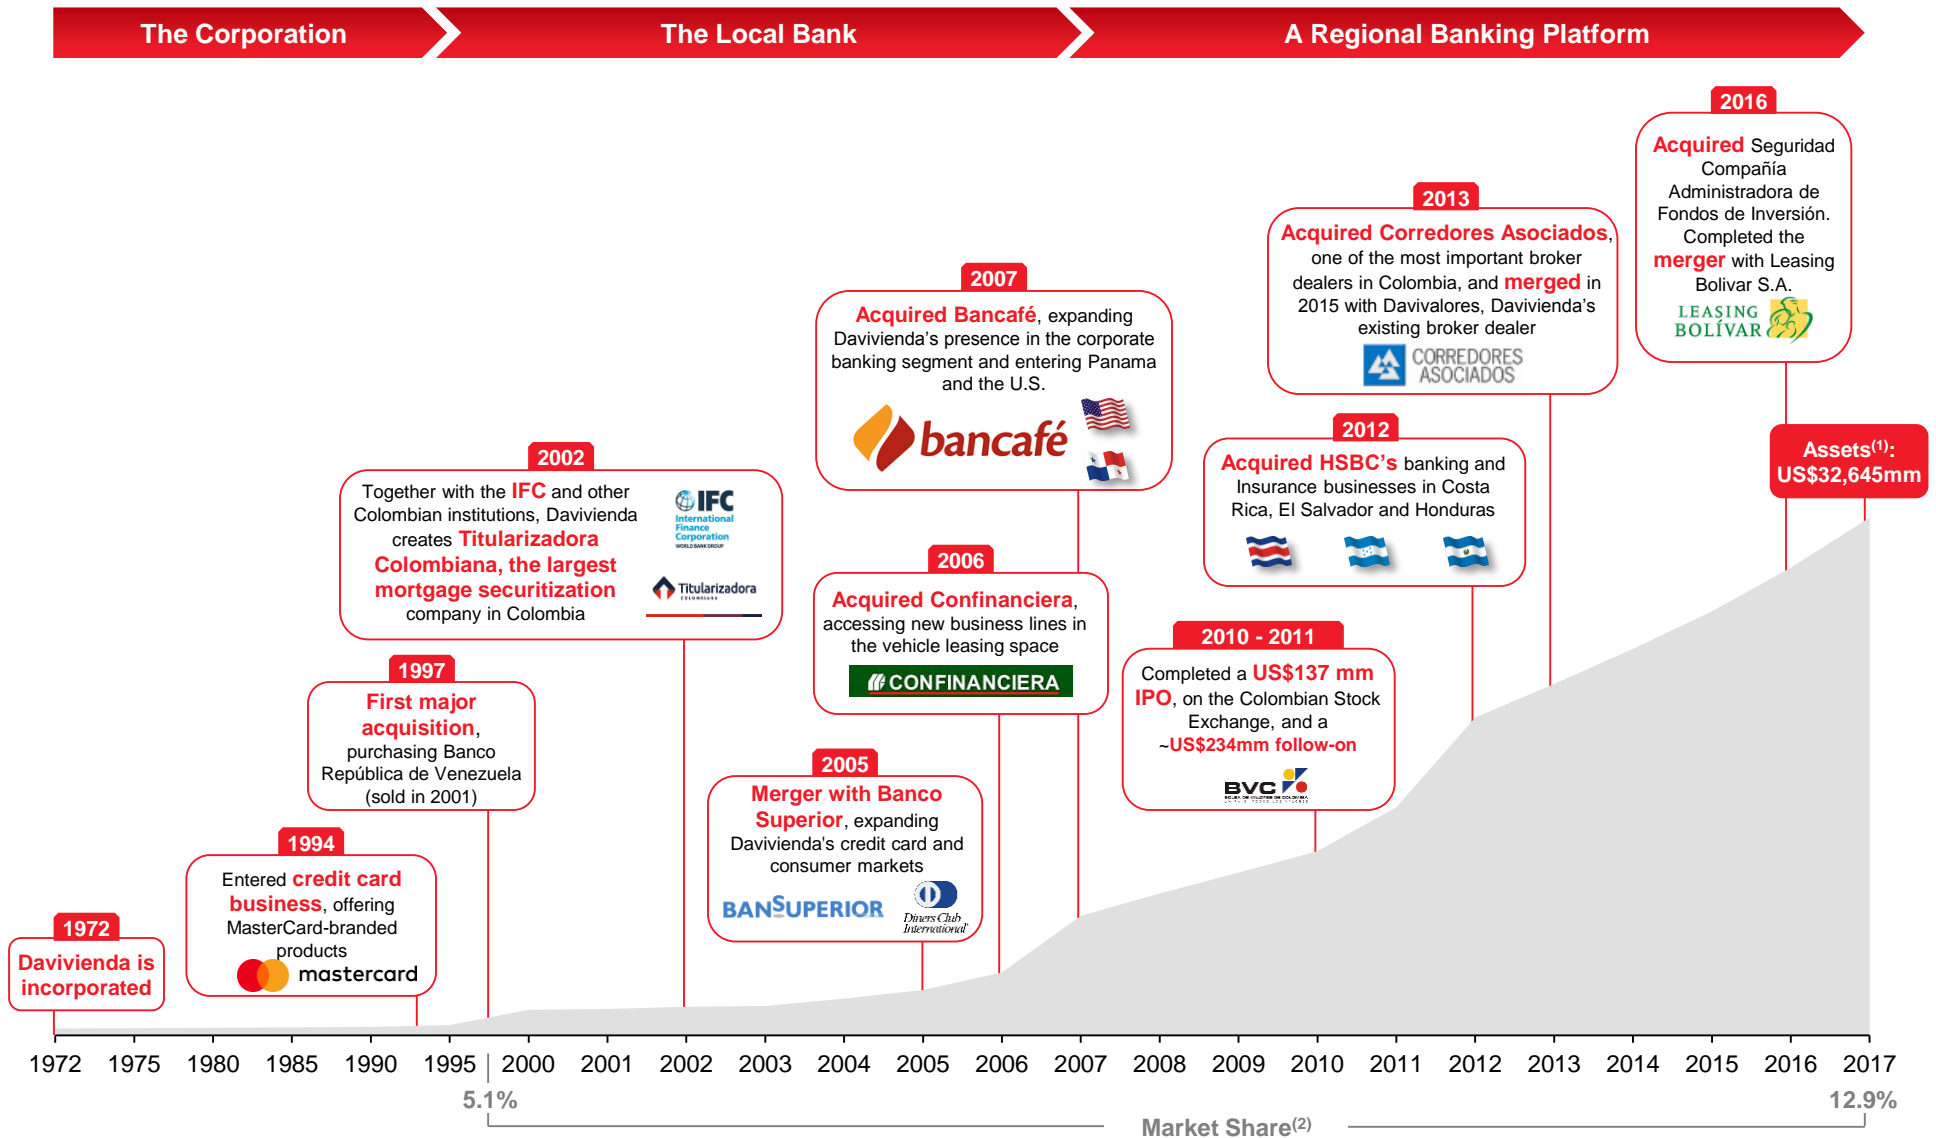 The Corporation
The Local Bank
A Regional Banking Platform
1972
Davivienda is
incorporated
1994
Entered credit card
business, offering
MasterCard-branded
products
mastercard
1997
First major
acquisition,
purchasing Banco
República de Venezuela
(sold in 2001)
2002
Together with the IFC and other
Colombian institutions, Davivienda
creates Titularizadora
Colombiana, the largest
mortgage securitization
company in Colombia
IFC
International
Finance
Corporation
WORLD BANK GROUP
Titularizadora
COLOMBIANA
2005
Merger with Banco
Superior, expanding
Davivienda's credit card and
consumer markets
BANSUPERIOR
Diners Club
International
2006
Acquired Confinanciera,
accessing new business lines in
the vehicle leasing space
CONFINANCIERA
2007
Acquired Bancafé, expanding
Davivienda’s presence in the corporate
banking segment and entering Panama
and the U.S.
bancafé
2010 - 2011
Completed a US$137 mm
IPO, on the Colombian Stock
Exchange, and a
~US$234mm follow-on
BVC
BOLSA DE VALORES DE COLOMBIA
2012
Acquired HSBC’s banking and
Insurance businesses in Costa
Rica, El Salvador and Honduras
2013
Acquired Corredores Asociados,
one of the most important broker
dealers in Colombia, and merged in
2015 with Davivalores, Davivienda’s
existing broker dealer
CORREDORES
ASOCIADOS
2016
Acquired Seguridad
Compañía
Administradora de
Fondos de Inversión.
Completed the
merger with Leasing
Bolivar S.A.
LEASING
BOLÍVAR
Assets(1):
US$32,645mm
1972 1975 1980 1985 1990 1995 2000 2001 2002 2003 2004 2005 2006 2007 2008 2009 2010 2011 2012 2013 2014 2015 2016 2017
5.1%
12.9%
Market Share(2)